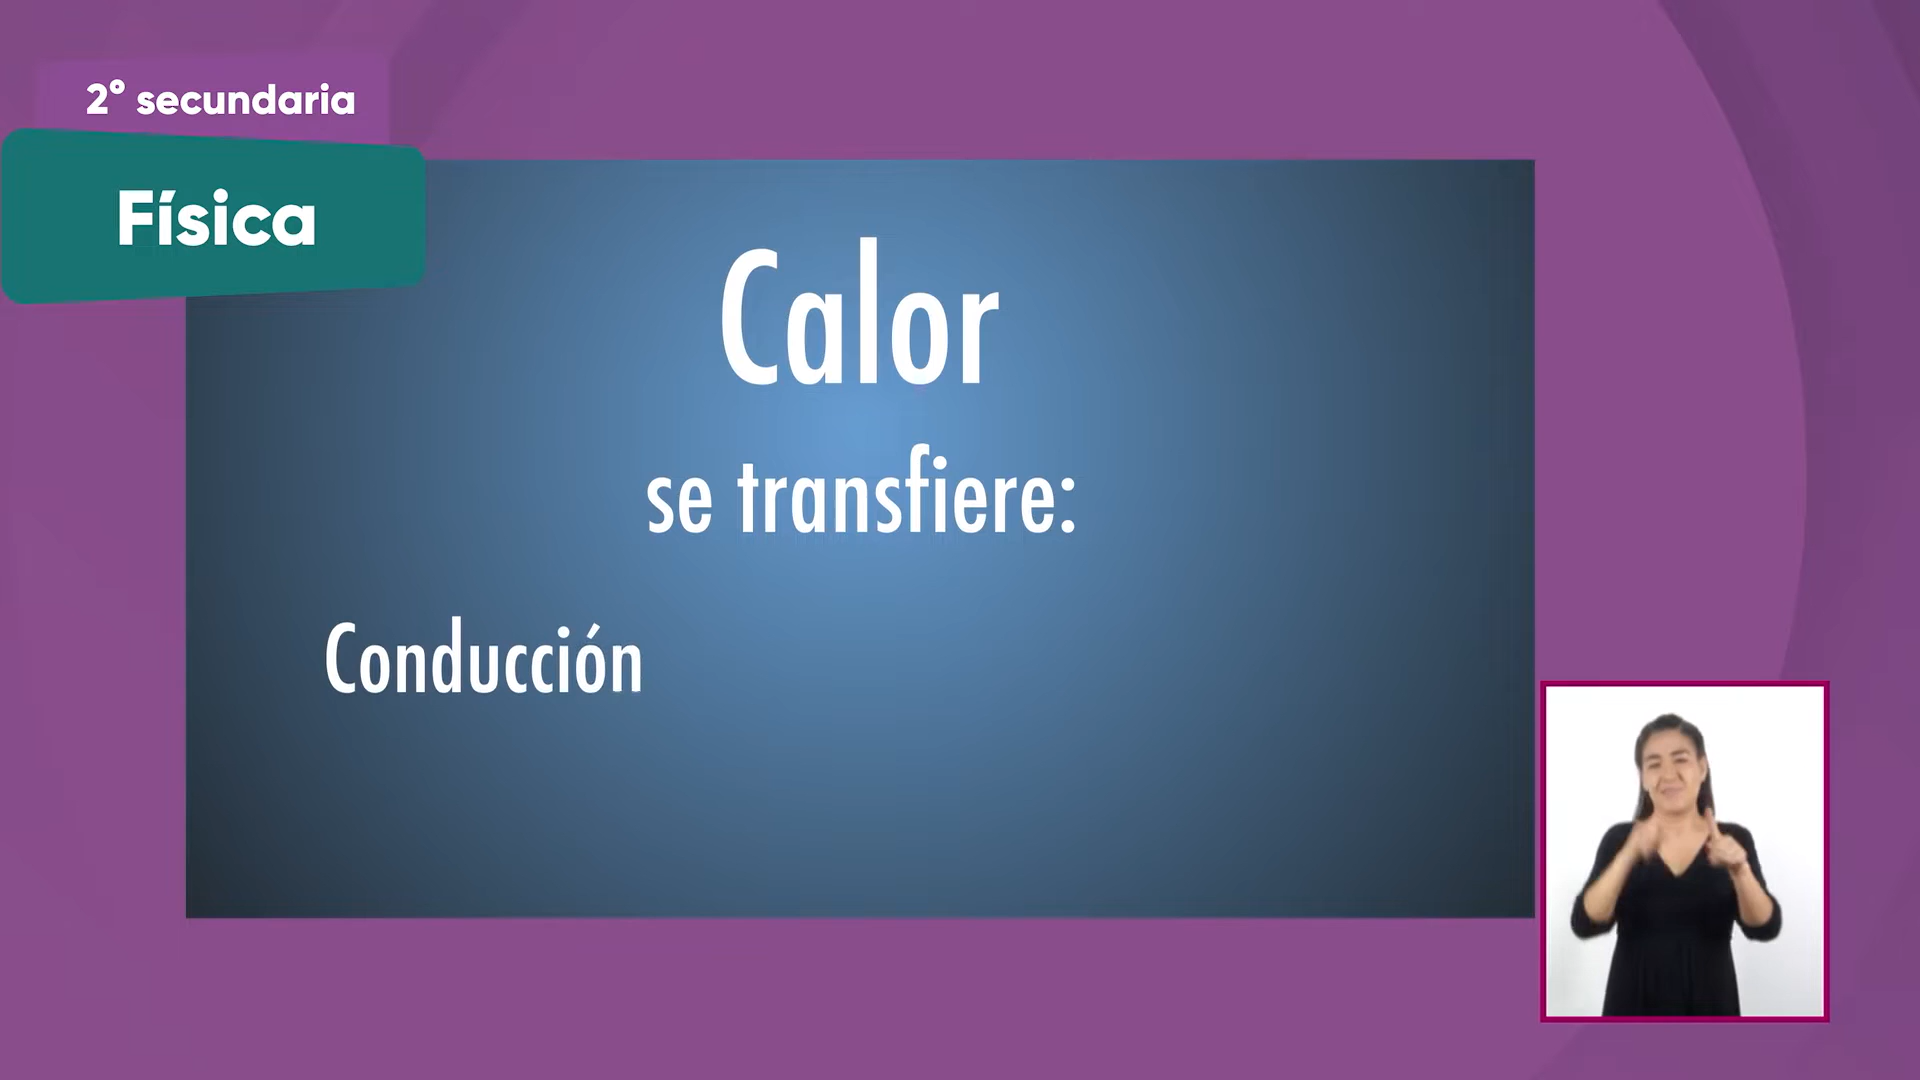 2° secundaria
Física
Calor
se transfiere:
Conducción